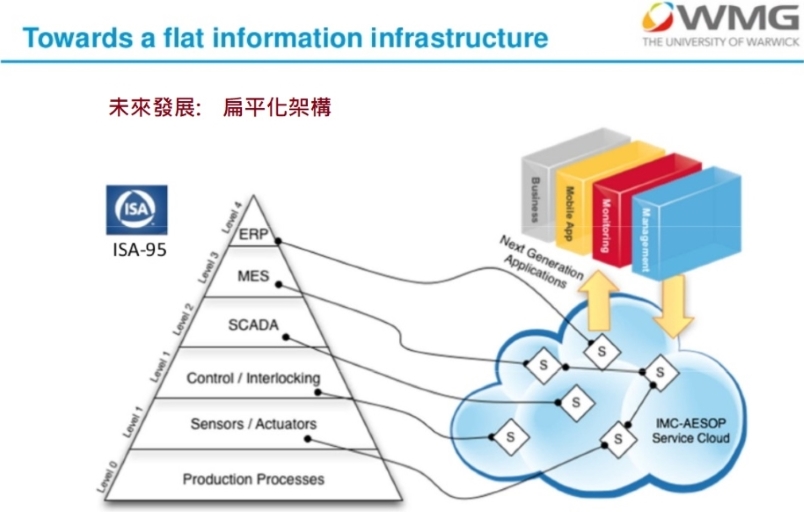 Towards a flat information infrastructure
WMG
THE UNIVERSITY OF WARWICK
未來發展: 扁平化架構
ISA
ISA-95
Level 4
ERP
Level 3
MES
Level 2
SCADA
Level 1
Control / Interlocking
Level 1
Sensors / Actuators
Level 0
Production Processes
Business
Mobile App
Monitoring
Management
Next Generation
Applications
S
S
S
S
S
S
IMC-AESOP
Service Cloud